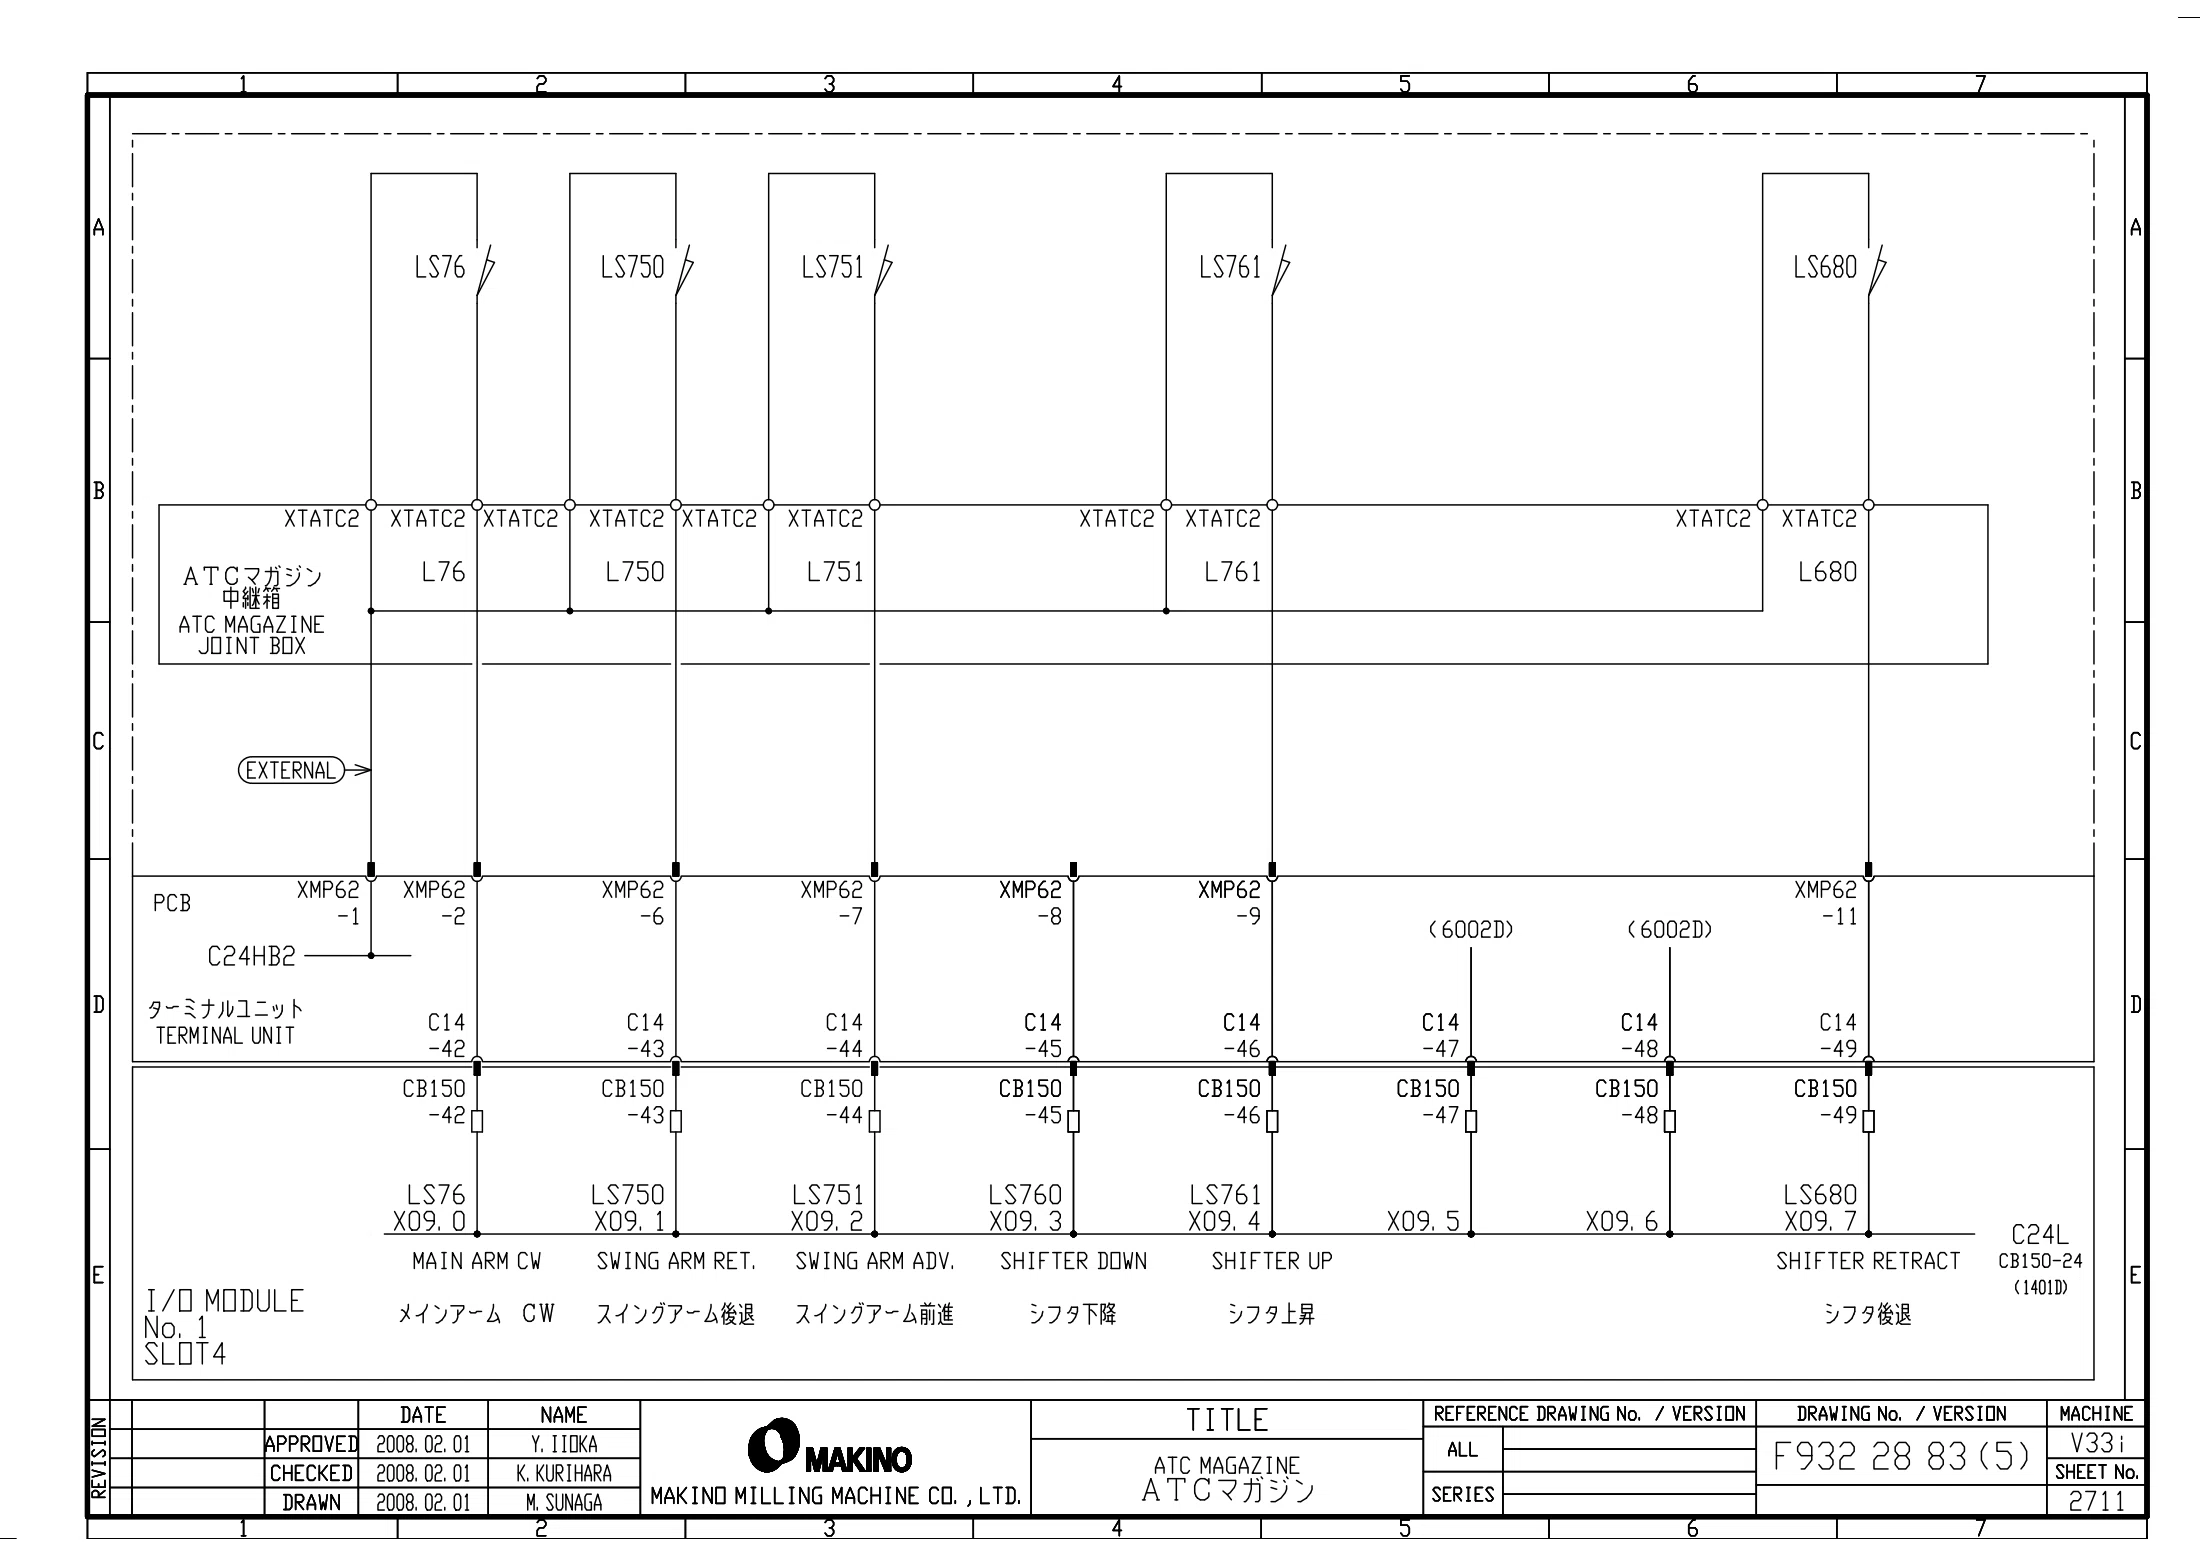 1 2 3 4 5 6 7
A A
LS76 LS750 LS751 LS761 LS680
B B
XTATC2 XTATC2 XTATC2 XTATC2 XTATC2 XTATC2 XTATC2 XTATC2 XTATC2 XTATC2
L76 L750 L751 L761 L680
ATCマガジン
中継箱
ATC MAGAZINE
JOINT BOX
C C
EXTERNAL
PCB
XMP62 XMP62 XMP62 XMP62 XMP62 XMP62 XMP62
-1 -2 -6 -7 -8 -9 -11
(6002D) (6002D)
C24HB2
D D
ターミナルユニット
TERMINAL UNIT
C14 C14 C14 C14 C14 C14 C14 C14
-42 -43 -44 -45 -46 -47 -48 -49
CB150 CB150 CB150 CB150 CB150 CB150 CB150 CB150
-42 -43 -44 -45 -46 -47 -48 -49
LS76 LS750 LS751 LS760 LS761 LS680
X09.0 X09.1 X09.2 X09.3 X09.4 X09.5 X09.6 X09.7
C24L
CB150-24
(1401D)
MAIN ARM CW SWING ARM RET. SWING ARM ADV. SHIFTER DOWN SHIFTER UP SHIFTER RETRACT
E E
メインアーム CW スイングアーム後退 スイングアーム前進 シフタ下降 シフタ上昇 シフタ後退
I/O MODULE
No. 1
SLOT4
REVISION
DATE NAME
APPROVED 2008.02.01 Y. IIOKA
CHECKED 2008.02.01 K. KURIHARA
DRAWN 2008.02.01 M. SUNAGA
MAKINO
MAKINO MILLING MACHINE CO., LTD.
TITLE
ATC MAGAZINE
ATCマガジン
REFERENCE DRAWING No. / VERSION
ALL
SERIES
DRAWING No. / VERSION
F932 28 83(5)
MACHINE
V33i
SHEET No.
2711
1 2 3 4 5 6 7